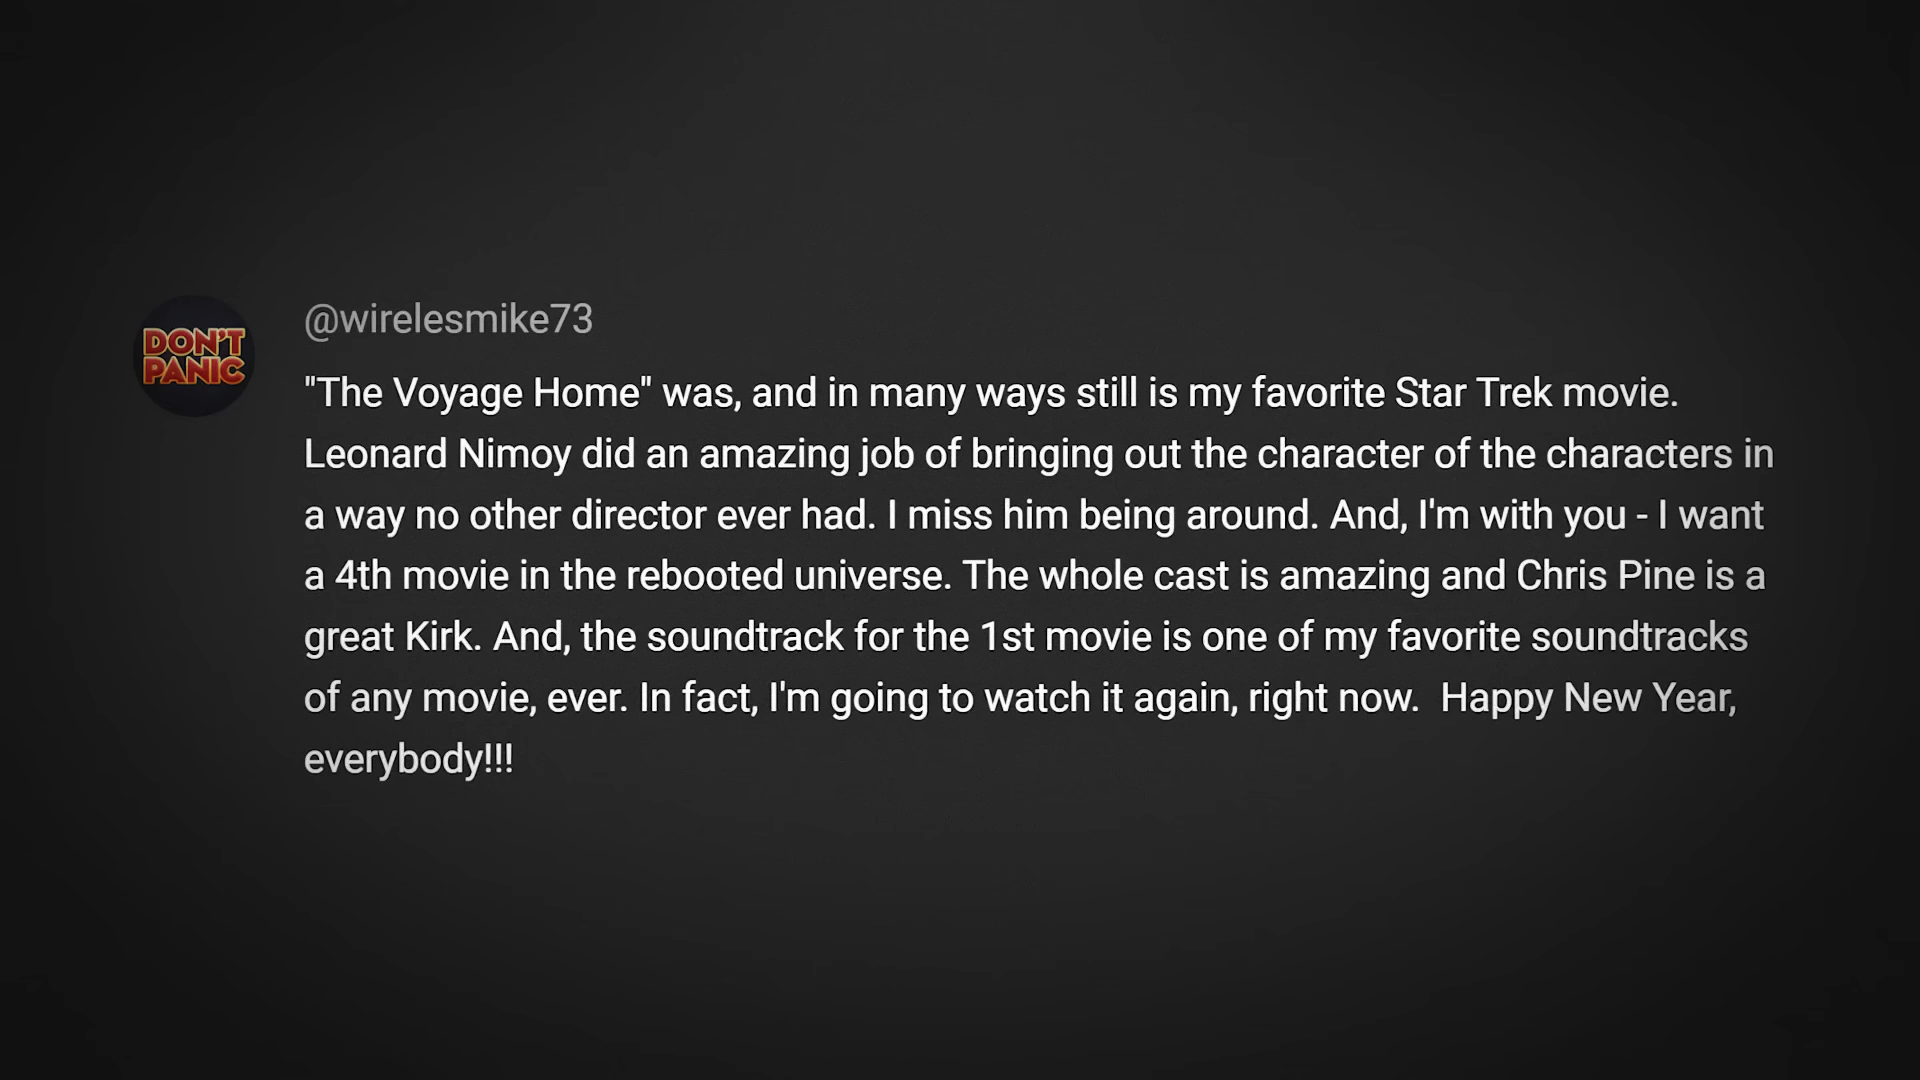 DON'T
PANIC
@wirelesmike73
"The Voyage Home" was, and in many ways still is my favorite Star Trek movie.
Leonard Nimoy did an amazing job of bringing out the character of the characters in
a way no other director ever had. I miss him being around. And, I'm with you - I want
a 4th movie in the rebooted universe. The whole cast is amazing and Chris Pine is a
great Kirk. And, the soundtrack for the 1st movie is one of my favorite soundtracks
of any movie, ever. In fact, I'm going to watch it again, right now.  Happy New Year,
everybody!!!